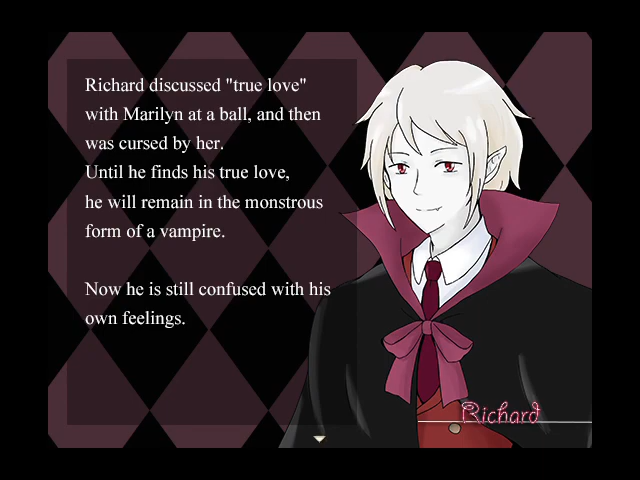 Richard discussed "true love"
with Marilyn at a ball, and then
was cursed by her.
Until he finds his true love,
he will remain in the monstrous
form of a vampire.
Now he is still confused with his
own feelings.
Richard